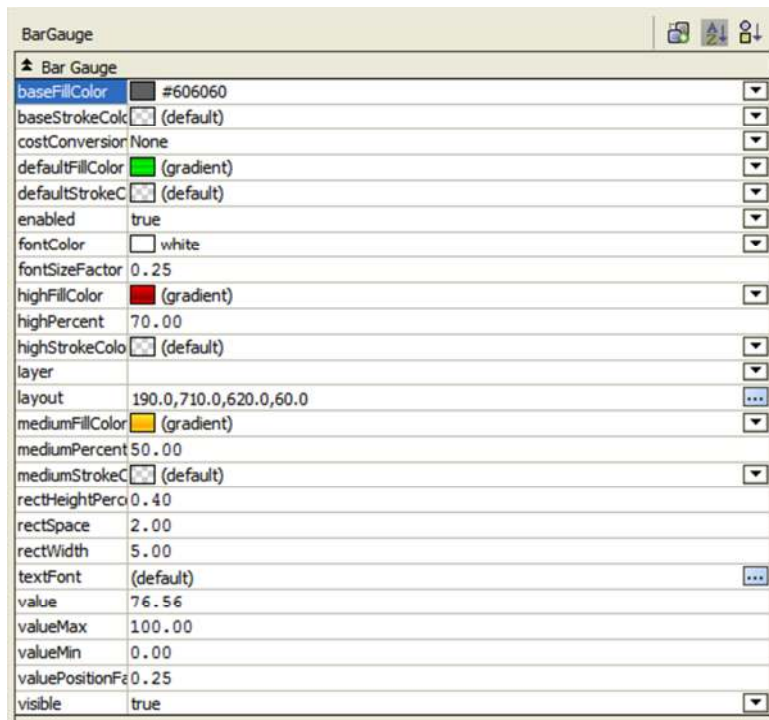 BarGauge
Bar Gauge
baseFillColor #606060
baseStrokeColo (default)
costConversion None
defaultFillColor (gradient)
defaultStrokeC (default)
enabled true
fontColor white
fontSizeFactor 0.25
highFillColor (gradient)
highPercent 70.00
highStrokeColo (default)
layer
layout 190.0,710.0,620.0,60.0
mediumFillColor (gradient)
mediumPercent 50.00
mediumStrokeC (default)
rectHeightPerc 0.40
rectSpace 2.00
rectWidth 5.00
textFont (default)
value 76.56
valueMax 100.00
valueMin 0.00
valuePositionFa 0.25
visible true